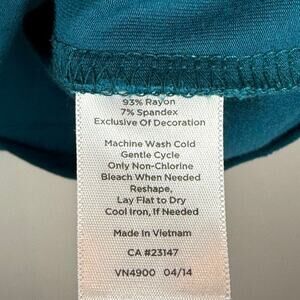 93% Rayon
7% Spandex
Exclusive Of Decoration
Machine Wash Cold
Gentle Cycle
Only Non-Chlorine
Bleach When Needed
Reshape,
Lay Flat to Dry
Cool Iron, If Needed
Made In Vietnam
CA #23147
VN4900 04/14